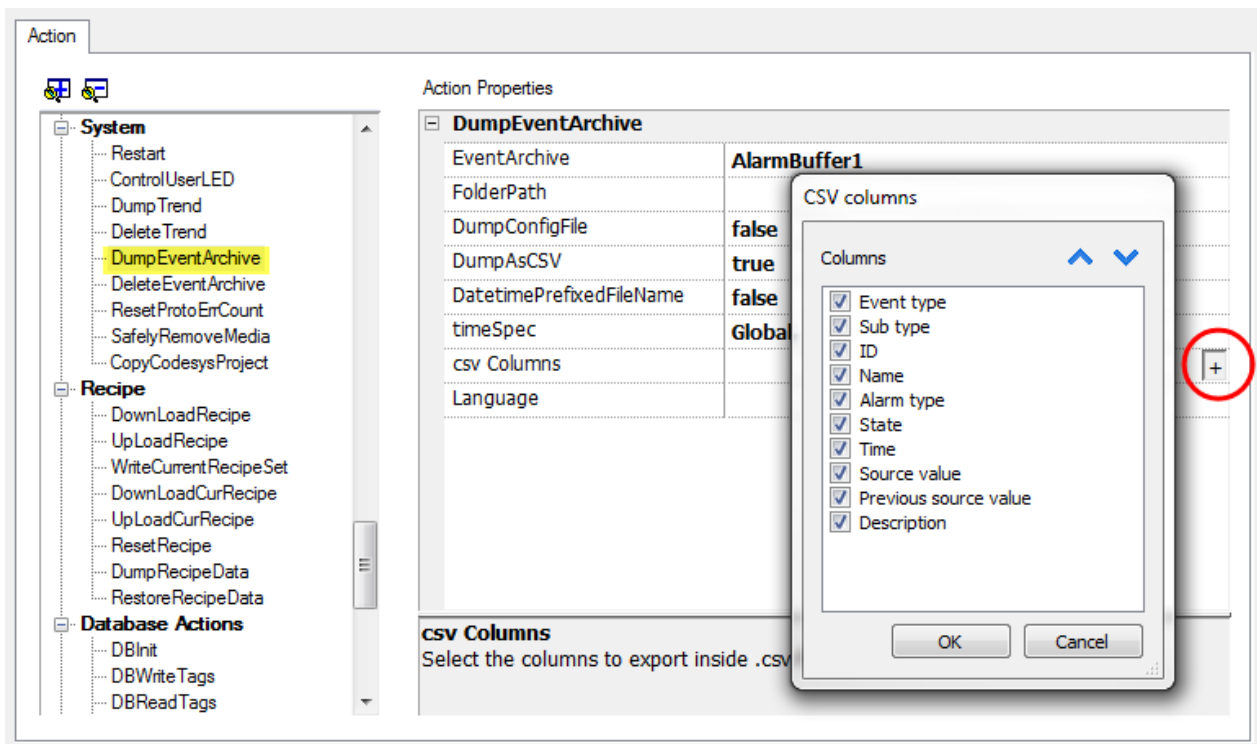 Action
System
Restart
ControlUserLED
DumpTrend
DeleteTrend
DumpEventArchive
DeleteEventArchive
ResetProtoErrCount
SafelyRemoveMedia
CopyCodesysProject
Recipe
DownLoadRecipe
UpLoadRecipe
WriteCurrentRecipeSet
DownLoadCurRecipe
UpLoadCurRecipe
ResetRecipe
DumpRecipeData
RestoreRecipeData
Database Actions
DBInit
DBWriteTags
DBReadTags
Action Properties
DumpEventArchive
EventArchive AlarmBuffer1
FolderPath
DumpConfigFile false
DumpAsCSV true
DatetimePrefixedFileName false
timeSpec Global
csv Columns +
Language
csv Columns
Select the columns to export inside .csv
CSV columns
Columns
Event type
Sub type
ID
Name
Alarm type
State
Time
Source value
Previous source value
Description
OK Cancel